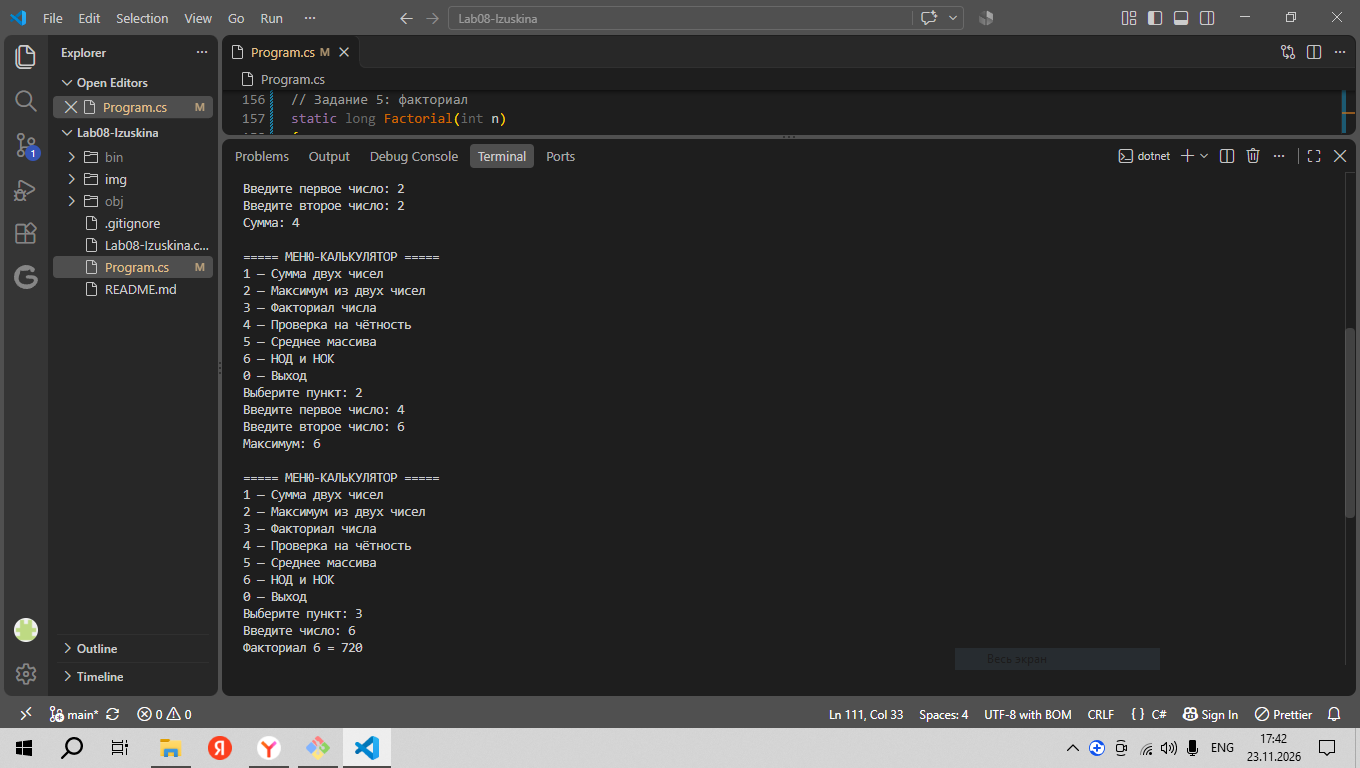 File Edit Selection View Go Run ···
Lab08-Izuskina
Explorer ···
Open Editors
Program.cs M
Lab08-Izuskina
bin
img
obj
.gitignore
Lab08-Izuskina.c...
Program.cs M
README.md
Outline
Timeline
Program.cs M
Program.cs
156 // Задание 5: факториал
157 static long Factorial(int n)
Problems Output Debug Console Terminal Ports
dotnet
Введите первое число: 2
Введите второе число: 2
Сумма: 4
===== МЕНЮ-КАЛЬКУЛЯТОР =====
1 — Сумма двух чисел
2 — Максимум из двух чисел
3 — Факториал числа
4 — Проверка на чётность
5 — Среднее массива
6 — НОД и НОК
0 — Выход
Выберите пункт: 2
Введите первое число: 4
Введите второе число: 6
Максимум: 6
===== МЕНЮ-КАЛЬКУЛЯТОР =====
1 — Сумма двух чисел
2 — Максимум из двух чисел
3 — Факториал числа
4 — Проверка на чётность
5 — Среднее массива
6 — НОД и НОК
0 — Выход
Выберите пункт: 3
Введите число: 6
Факториал 6 = 720
Весь экран
1
main* 0 0
Ln 111, Col 33 Spaces: 4 UTF-8 with BOM CRLF { } C# Sign In Prettier
ENG
17:42
23.11.2026